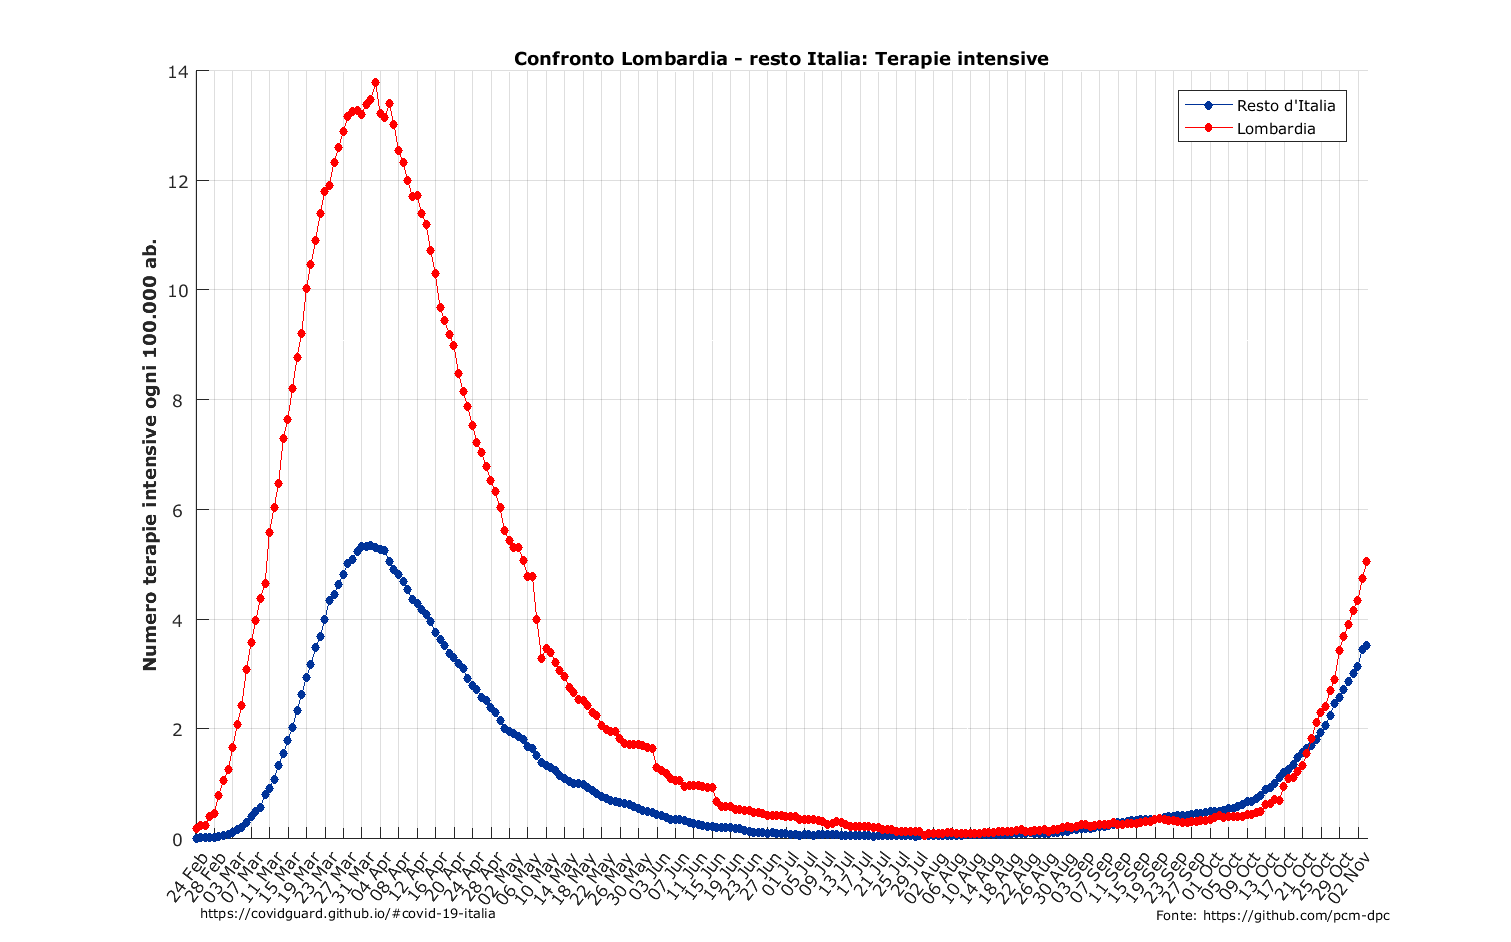 Confronto Lombardia - resto Italia: Terapie intensive
Resto d'Italia
Lombardia
Numero terapie intensive ogni 100.000 ab.
14
12
10
8
6
4
2
0
24 Feb
28 Feb
03 Mar
07 Mar
11 Mar
15 Mar
19 Mar
23 Mar
27 Mar
31 Mar
04 Apr
08 Apr
12 Apr
16 Apr
20 Apr
24 Apr
28 Apr
02 May
06 May
10 May
14 May
18 May
22 May
26 May
30 May
03 Jun
07 Jun
11 Jun
15 Jun
19 Jun
23 Jun
27 Jun
01 Jul
05 Jul
09 Jul
13 Jul
17 Jul
21 Jul
25 Jul
29 Jul
02 Aug
06 Aug
10 Aug
14 Aug
18 Aug
22 Aug
26 Aug
30 Aug
03 Sep
07 Sep
11 Sep
15 Sep
19 Sep
23 Sep
27 Sep
01 Oct
05 Oct
09 Oct
13 Oct
17 Oct
21 Oct
25 Oct
29 Oct
02 Nov
https://covidguard.github.io/#covid-19-italia
Fonte: https://github.com/pcm-dpc